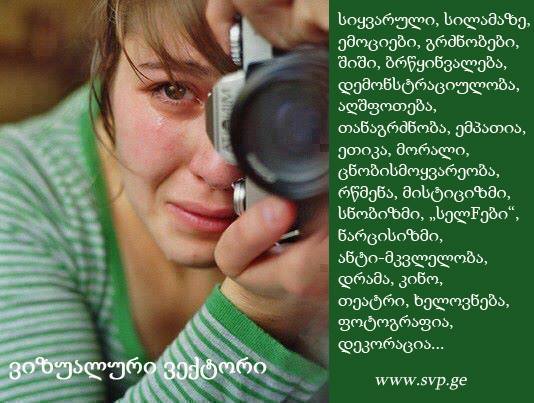 სიყვარული, სილამაზე,
ემოციები, გრძნობები,
შიში, ბრწყინვალება,
დემონსტრაციულობა,
აღშფოთება,
თანაგრძნობა, ემპათია,
ეთიკა, მორალი,
ცნობისმოყვარეობა,
რწმენა, მისტიციზმი,
სნობიზმი, „სელFები“,
ნარცისიზმი,
ანტი-მკვლელობა,
დრამა, კინო,
თეატრი, ხელოვნება,
ფოტოგრაფია,
დეკორაცია...
www.svp.ge
ვიზუალური ვექტორი